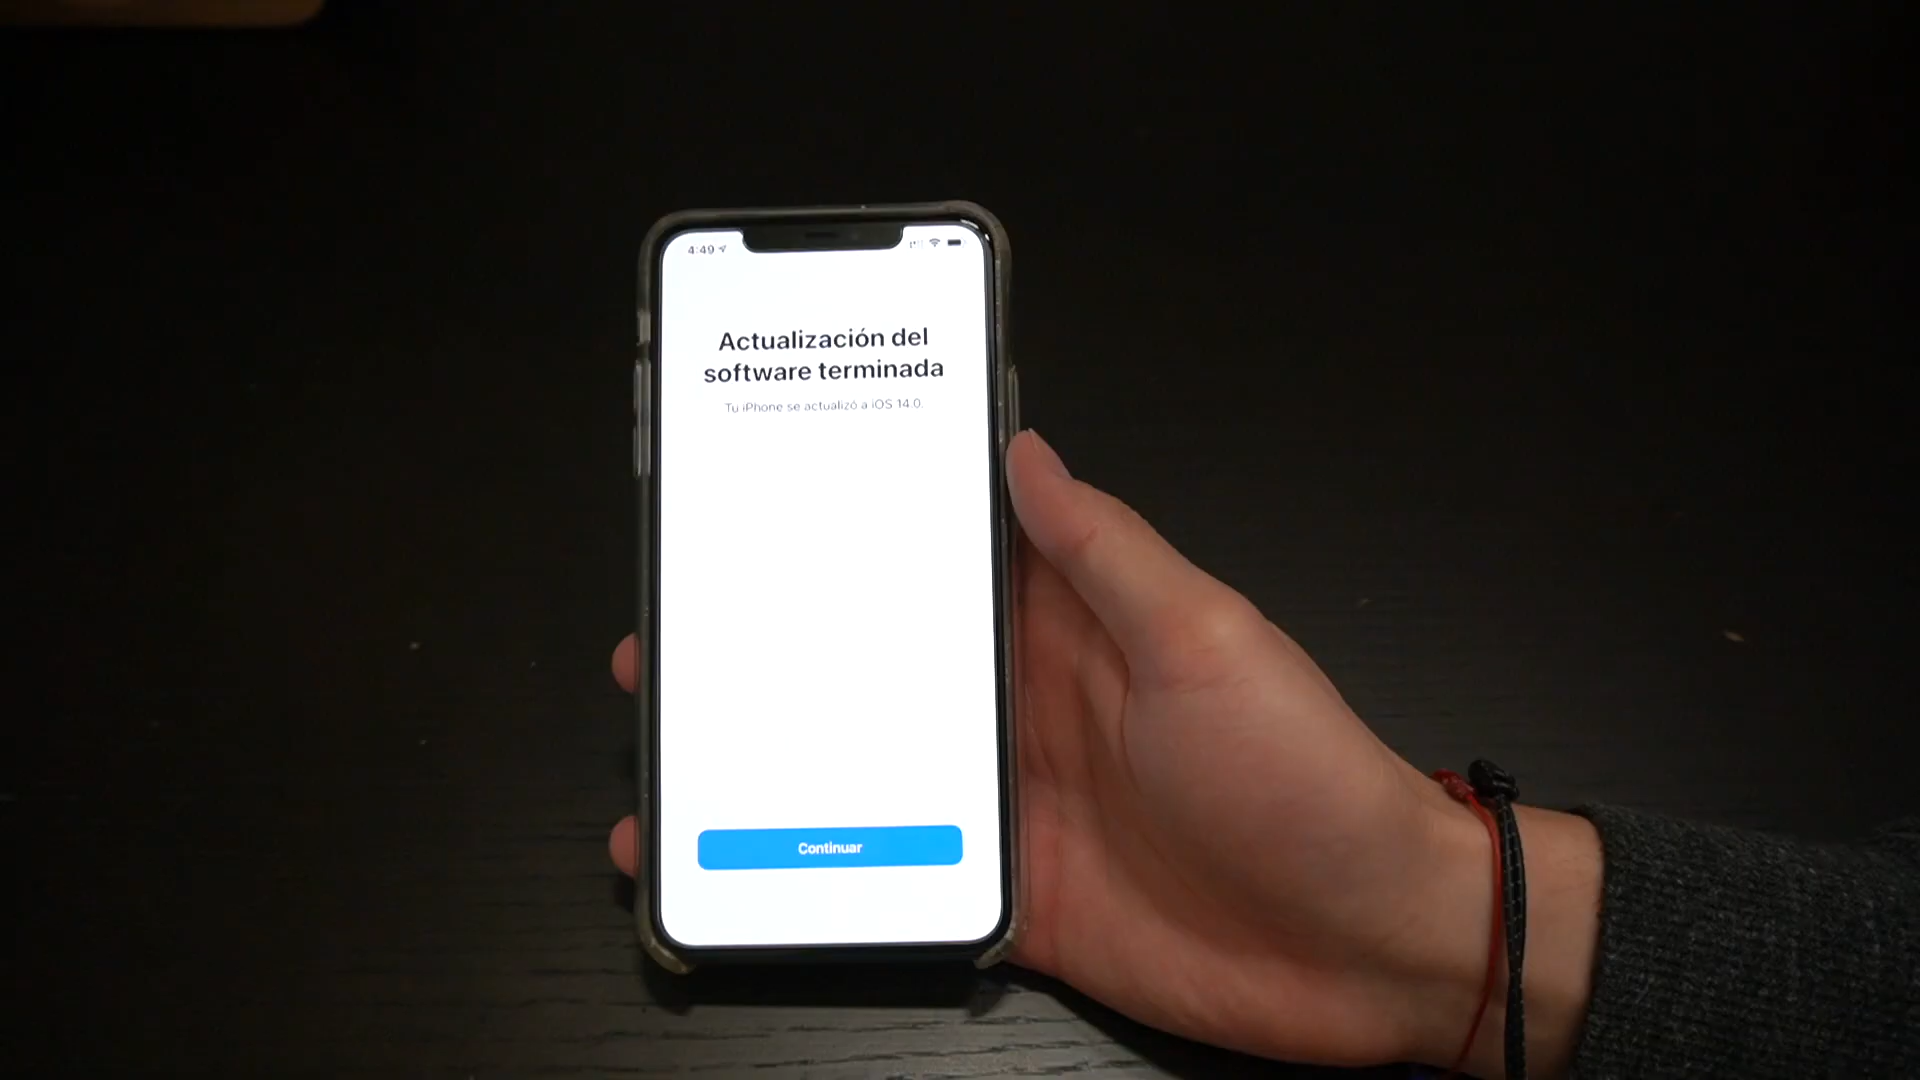 4:49
Actualización del
software terminada
Tu iPhone se actualizó a iOS 14.0.
Continuar